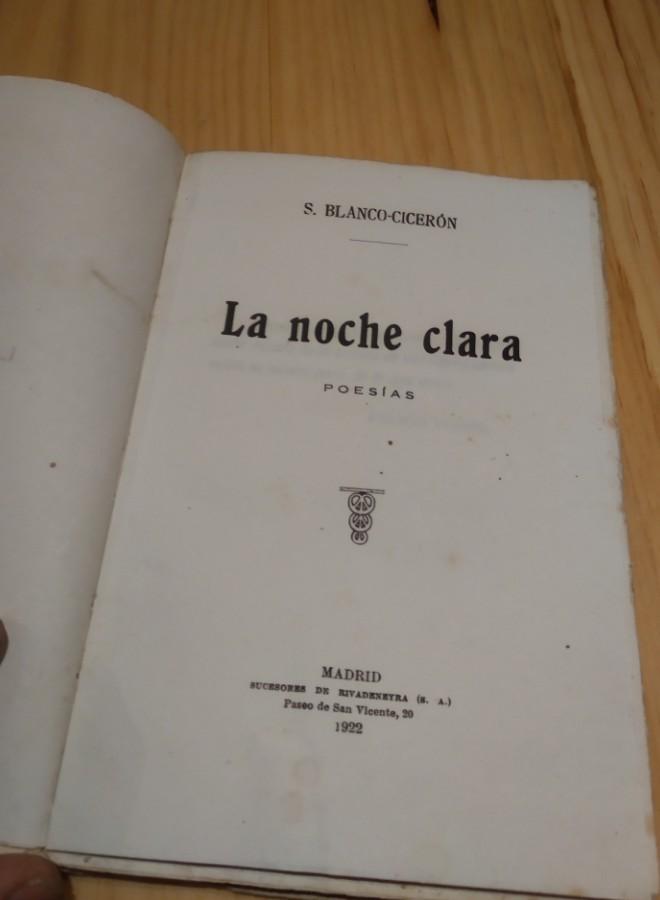 S. BLANCO-CICERÓN
La noche clara
POESÍAS
MADRID
SUCESORES DE RIVADENEYRA (S. A.)
Paseo de San Vicente, 20
1922